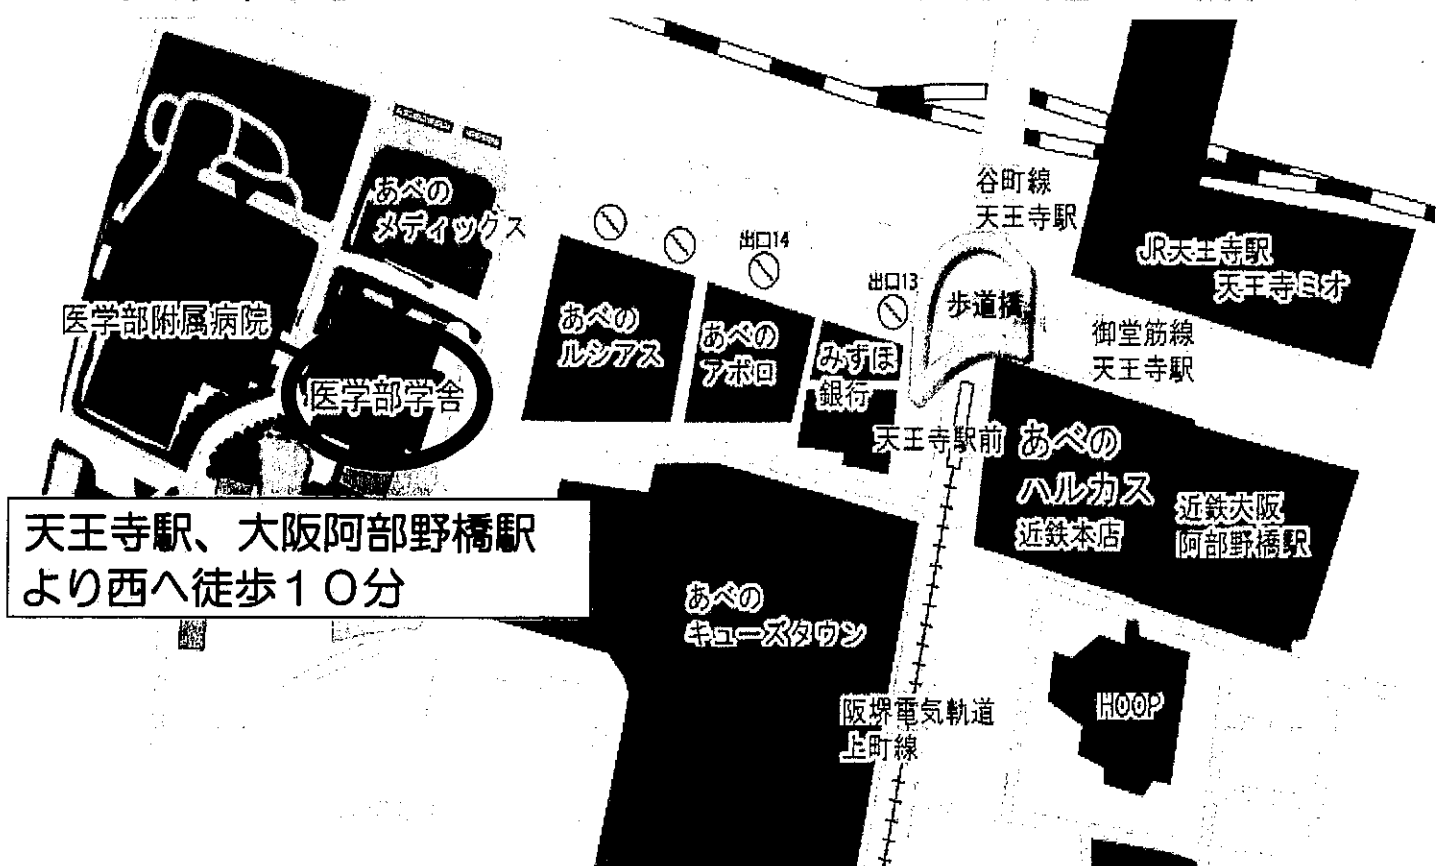 谷町線
天王寺駅
あべの
メディックス
出口14
JR天王寺駅
天王寺ミオ
出口13
歩道橋
医学部附属病院
あべの
ルシアス
あべの
アポロ
みずほ
銀行
御堂筋線
天王寺駅
医学部学舎
天王寺駅前
あべの
ハルカス
近鉄本店
近鉄大阪
阿部野橋駅
天王寺駅、大阪阿部野橋駅
より西へ徒歩10分
あべの
キューズタウン
阪堺電気軌道
上町線
HOOP